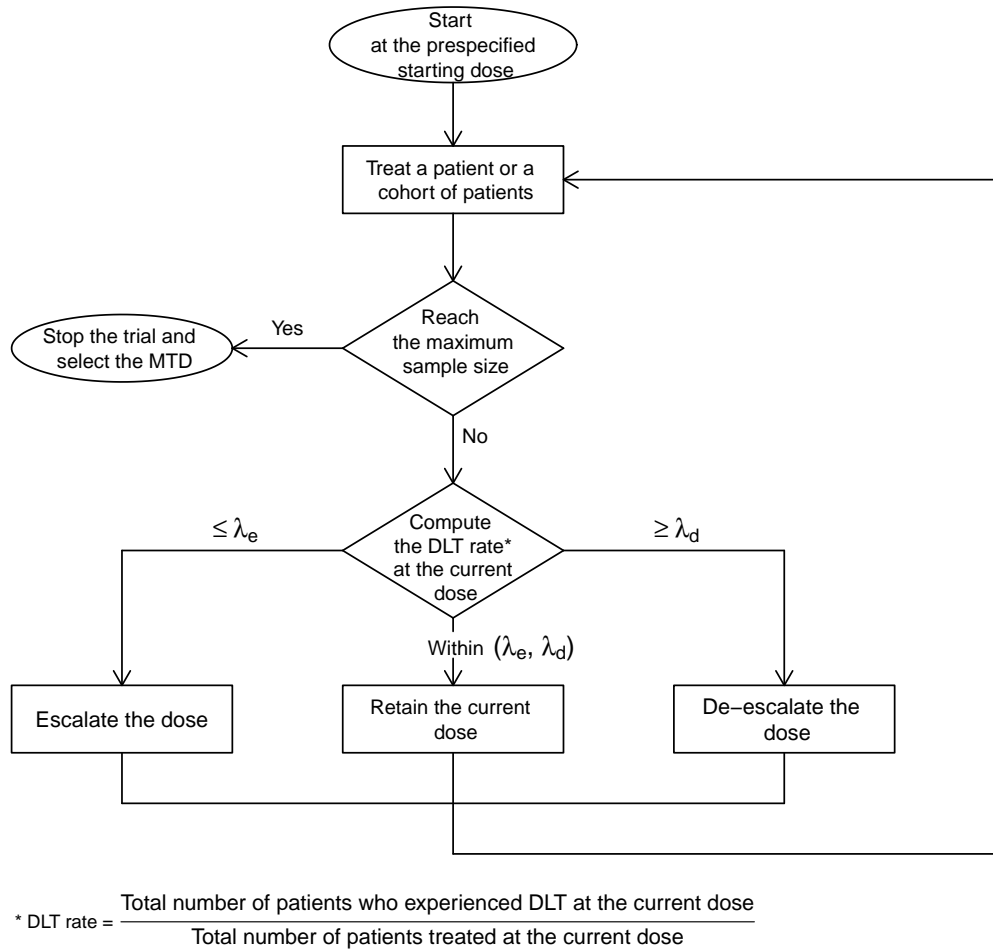 Start
at the prespecified
starting dose
Treat a patient or a
cohort of patients
Reach
the maximum
sample size
Yes
Stop the trial and
select the MTD
No
Compute
the DLT rate*
at the current
dose
≤ λe
≥ λd
Within (λe, λd)
Escalate the dose
Retain the current
dose
De−escalate the
dose
* DLT rate =
Total number of patients who experienced DLT at the current dose
Total number of patients treated at the current dose